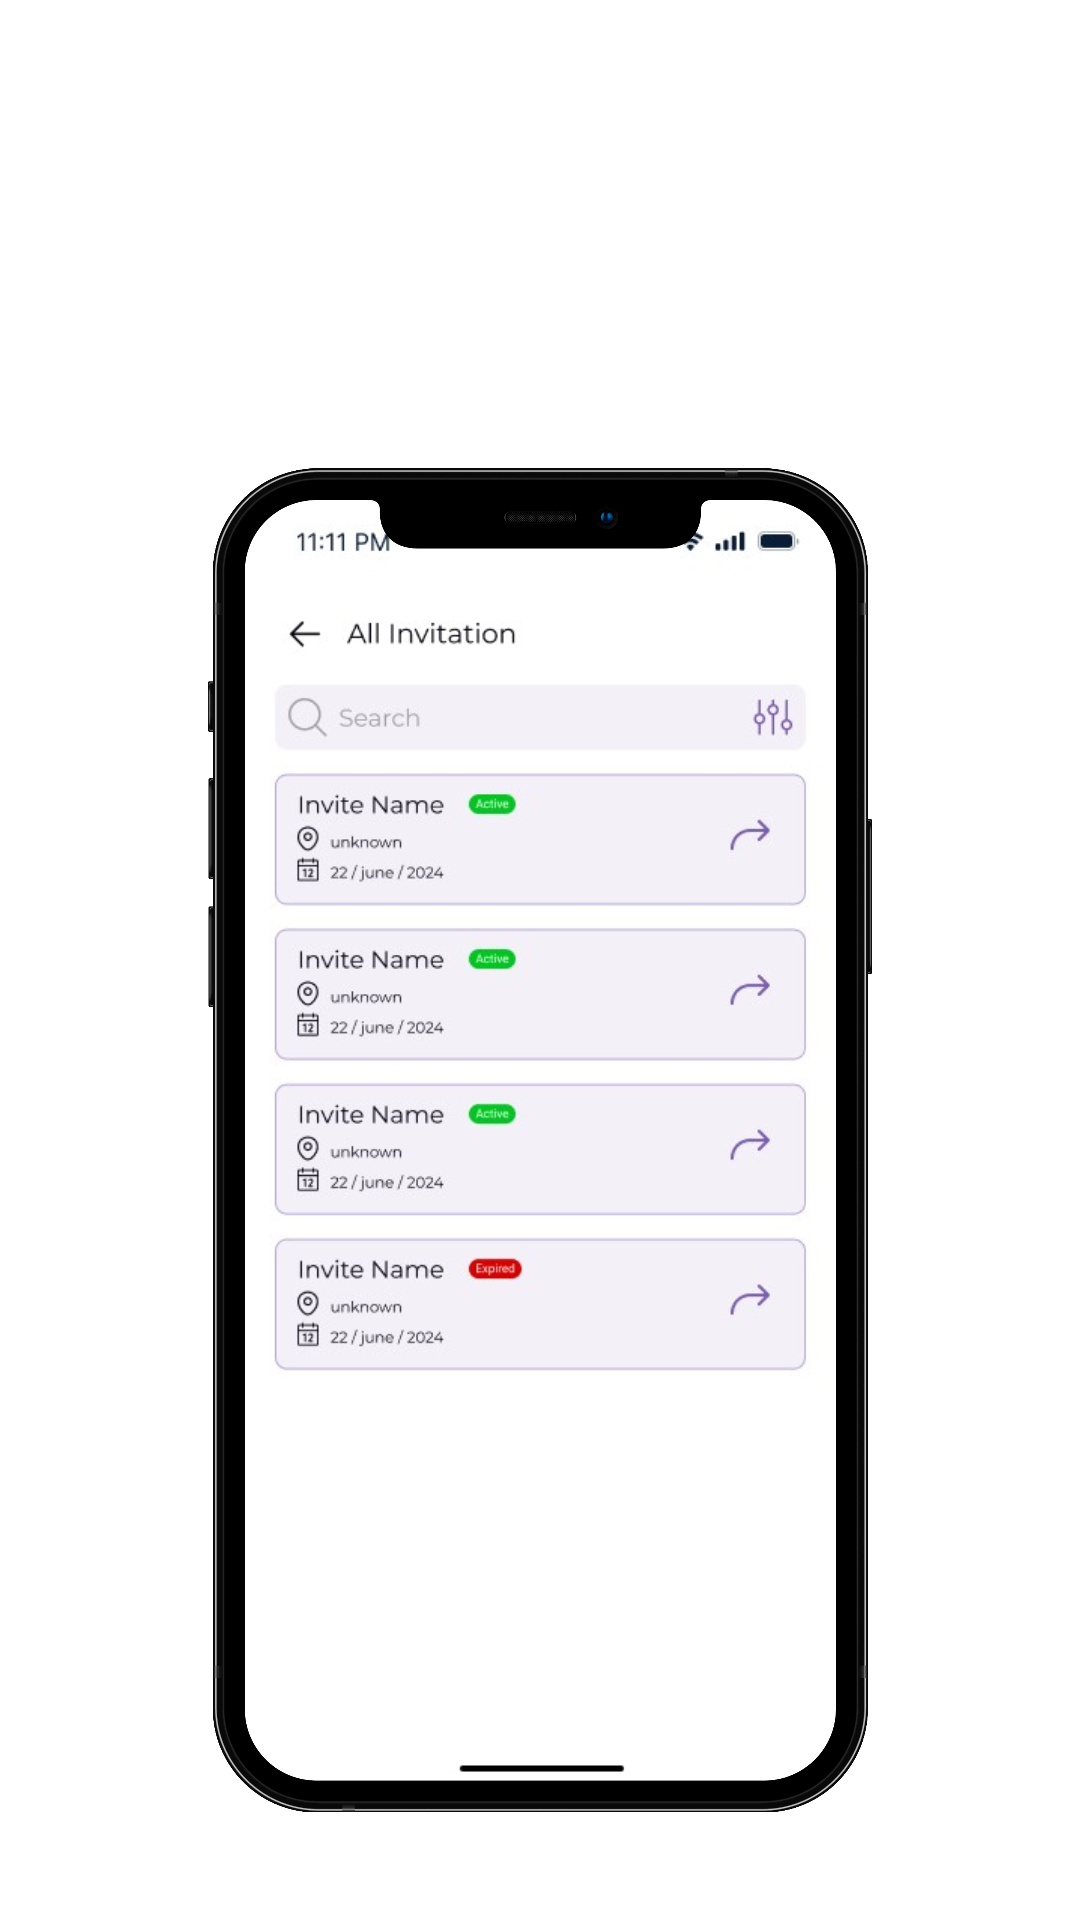 11:11 PM
All Invitation
Search
Invite Name Active
unknown
12 22 / june / 2024
Invite Name Active
unknown
12 22 / june / 2024
Invite Name Active
unknown
12 22 / june / 2024
Invite Name Expired
unknown
12 22 / june / 2024